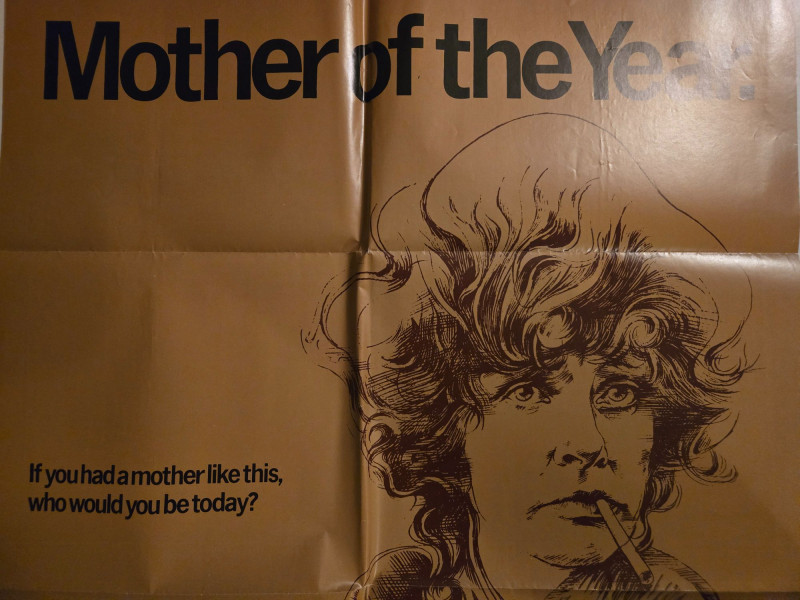 Mother of the Year.
If you had a mother like this,
who would you be today?